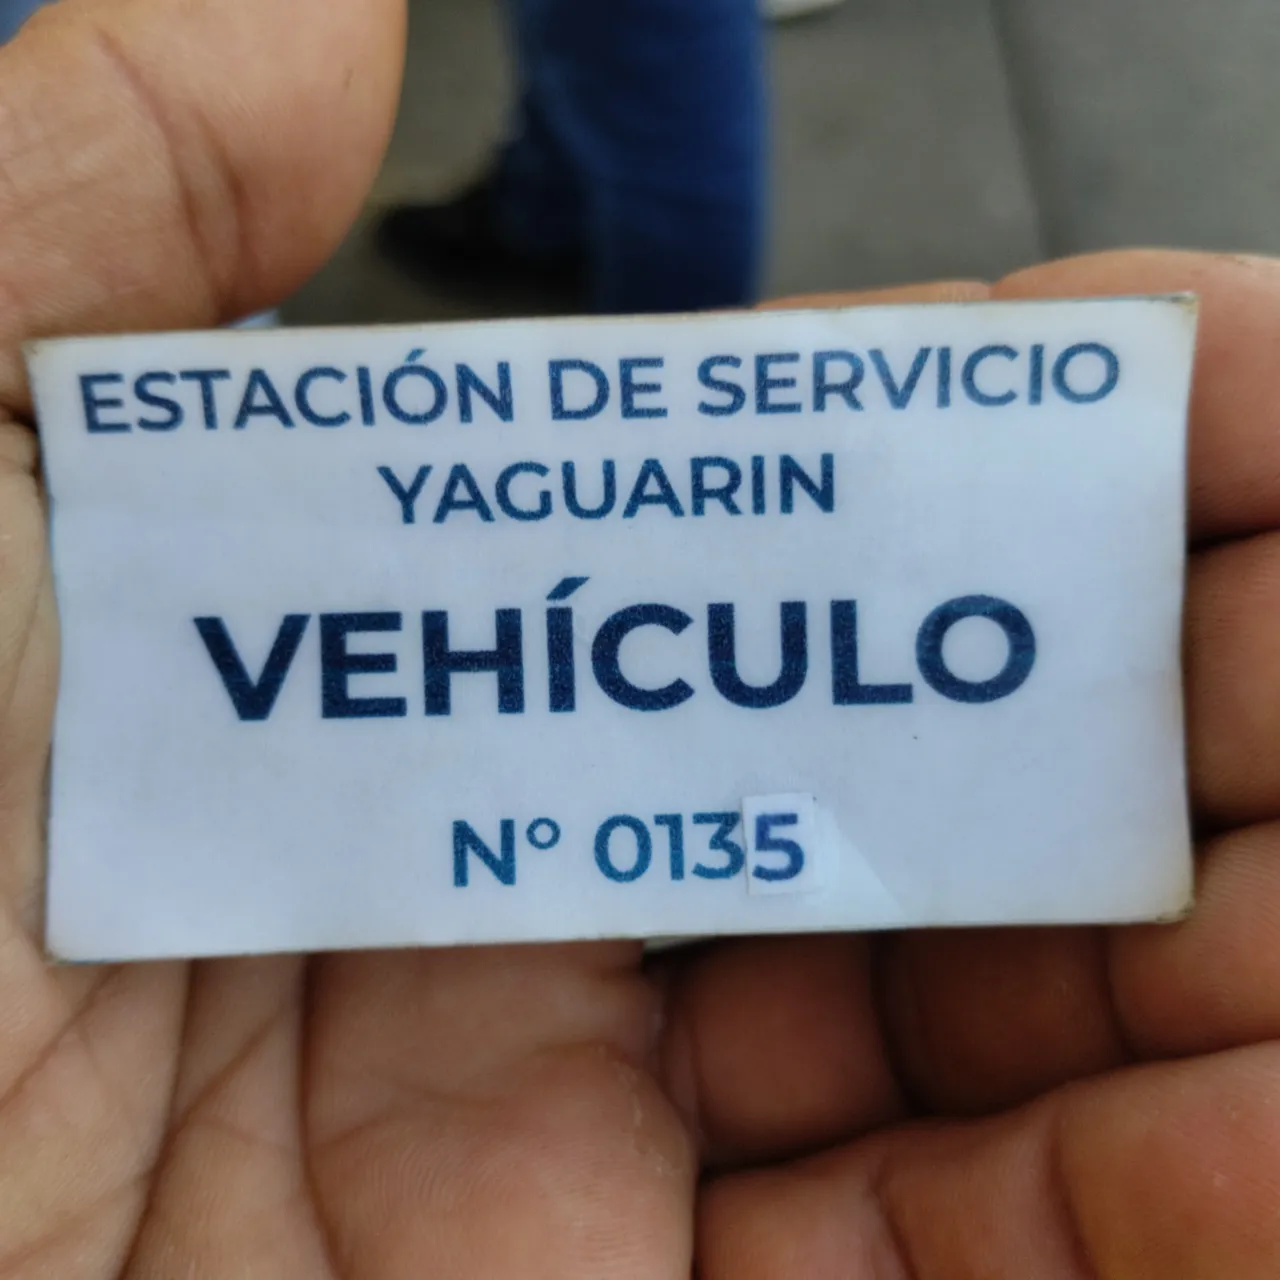 ESTACIÓN DE SERVICIO
YAGUARIN
VEHÍCULO
N° 0135